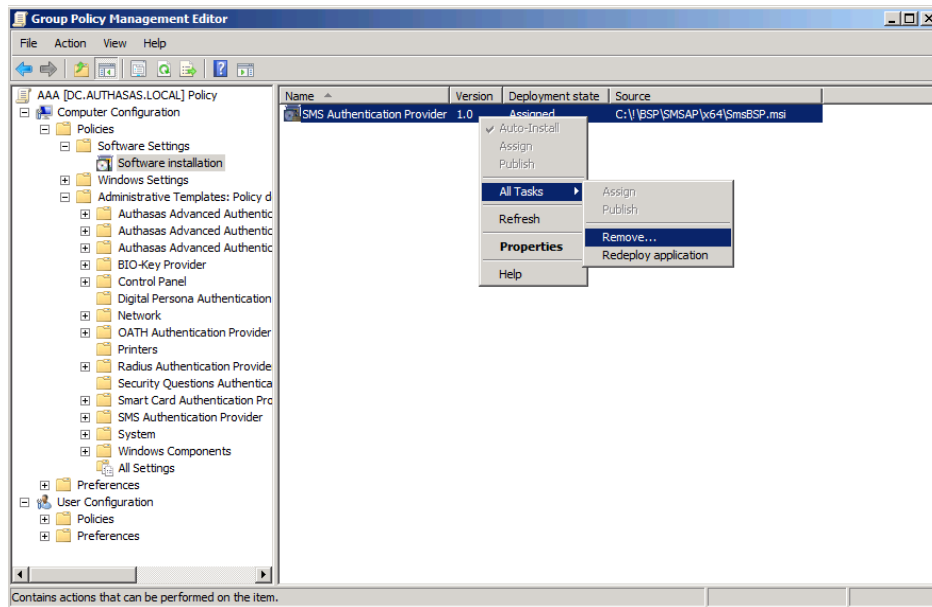 Group Policy Management Editor
File Action View Help
AAA [DC.AUTHASAS.LOCAL] Policy
Computer Configuration
Policies
Software Settings
Software installation
Windows Settings
Administrative Templates: Policy d
Authasas Advanced Authentic
Authasas Advanced Authentic
Authasas Advanced Authentic
BIO-Key Provider
Control Panel
Digital Persona Authentication
Network
OATH Authentication Provider
Printers
Radius Authentication Provide
Security Questions Authentica
Smart Card Authentication Pro
SMS Authentication Provider
System
Windows Components
All Settings
Preferences
User Configuration
Policies
Preferences
Name Version Deployment state Source
SMS Authentication Provider 1.0 Assigned C:\!\BSP\SMSAP\x64\SmsBSP.msi
Auto-Install
Assign
Publish
All Tasks
Refresh
Properties
Help
Assign
Publish
Remove...
Redeploy application
Contains actions that can be performed on the item.